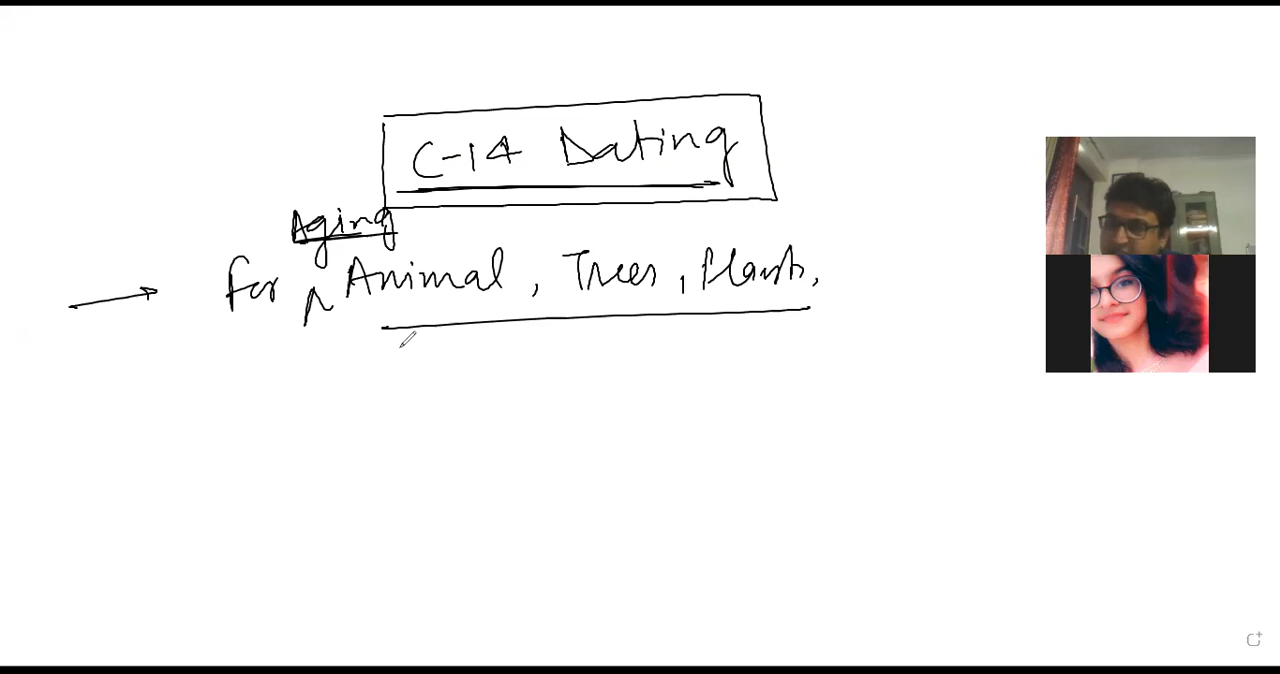 C-14 Dating
Aging
for Animal, Trees, Plants,